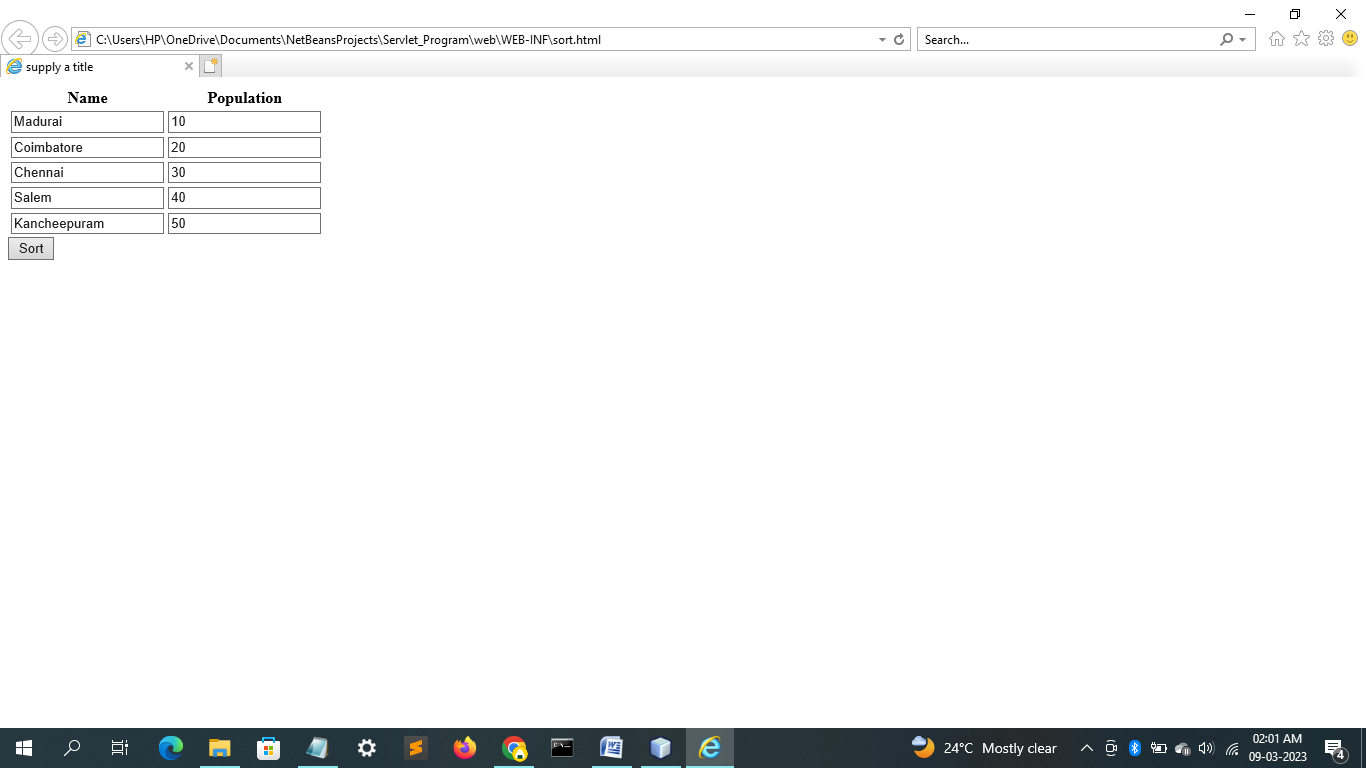 C:\Users\HP\OneDrive\Documents\NetBeansProjects\Servlet_Program\web\WEB-INF\sort.html
Search...
supply a title
Name Population
Madurai 10
Coimbatore 20
Chennai 30
Salem 40
Kancheepuram 50
Sort
24°C Mostly clear
02:01 AM
09-03-2023
4